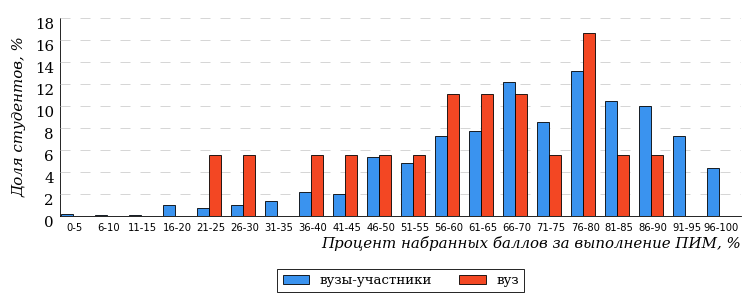 18
16
14
12
10
8
6
4
2
0
Доля студентов, %
0-5 6-10 11-15 16-20 21-25 26-30 31-35 36-40 41-45 46-50 51-55 56-60 61-65 66-70 71-75 76-80 81-85 86-90 91-95 96-100
Процент набранных баллов за выполнение ПИМ, %
вузы-участники вуз